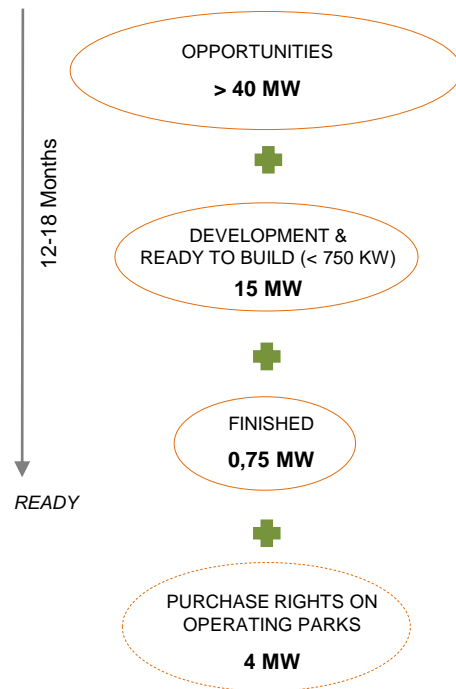 OPPORTUNITIES
> 40 MW
12-18 Months
DEVELOPMENT &
READY TO BUILD (< 750 KW)
15 MW
FINISHED
0,75 MW
READY
PURCHASE RIGHTS ON
OPERATING PARKS
4 MW